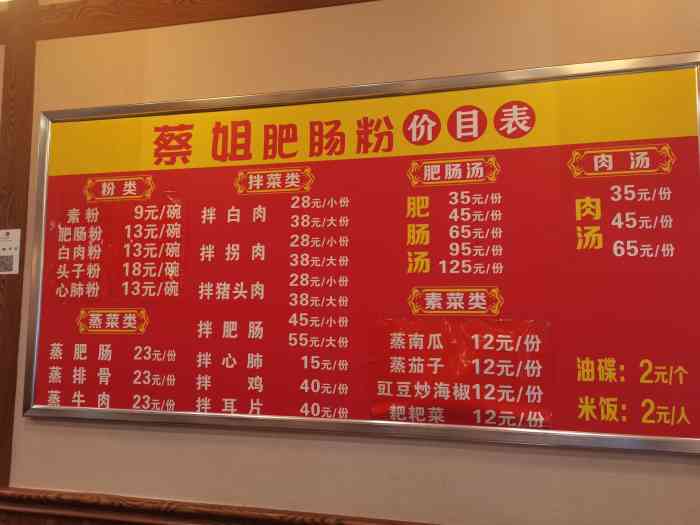 蔡姐肥肠粉价目表
粉类
素粉 9元/碗
肥肠粉 13元/碗
白肉粉 13元/碗
头子粉 18元/碗
心肺粉 13元/碗
蒸菜类
蒸肥肠 23元/份
蒸排骨 23元/份
蒸牛肉 23元/份
拌菜类
拌白肉 28元/小份
38元/大份
拌拐肉 28元/小份
38元/大份
拌猪头肉 28元/小份
38元/大份
拌肥肠 45元/小份
55元/大份
拌心肺 15元/份
拌鸡 40元/份
拌耳片 40元/份
肥肠汤
肥肠汤
35元/份
45元/份
65元/份
95元/份
125元/份
素菜类
蒸南瓜 12元/份
蒸茄子 12元/份
豇豆炒海椒 12元/份
粑粑菜 12元/份
肉汤
肉汤
35元/份
45元/份
65元/份
油碟：2元/个
米饭：2元/人